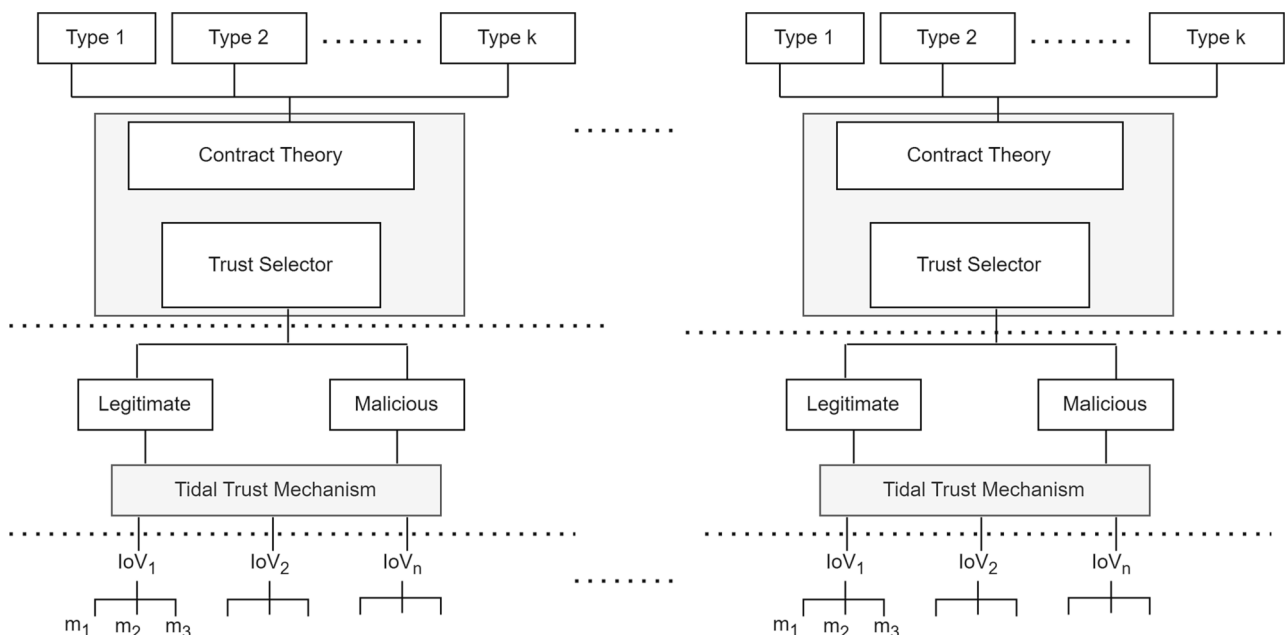 Type 1 Type 2 ........ Type k Type 1 Type 2 ........ Type k
Contract Theory Contract Theory
Trust Selector Trust Selector
Legitimate Malicious Legitimate Malicious
Tidal Trust Mechanism Tidal Trust Mechanism
IoV₁ IoV₂ IoVₙ IoV₁ IoV₂ IoVₙ
m₁ m₂ m₃ m₁ m₂ m₃